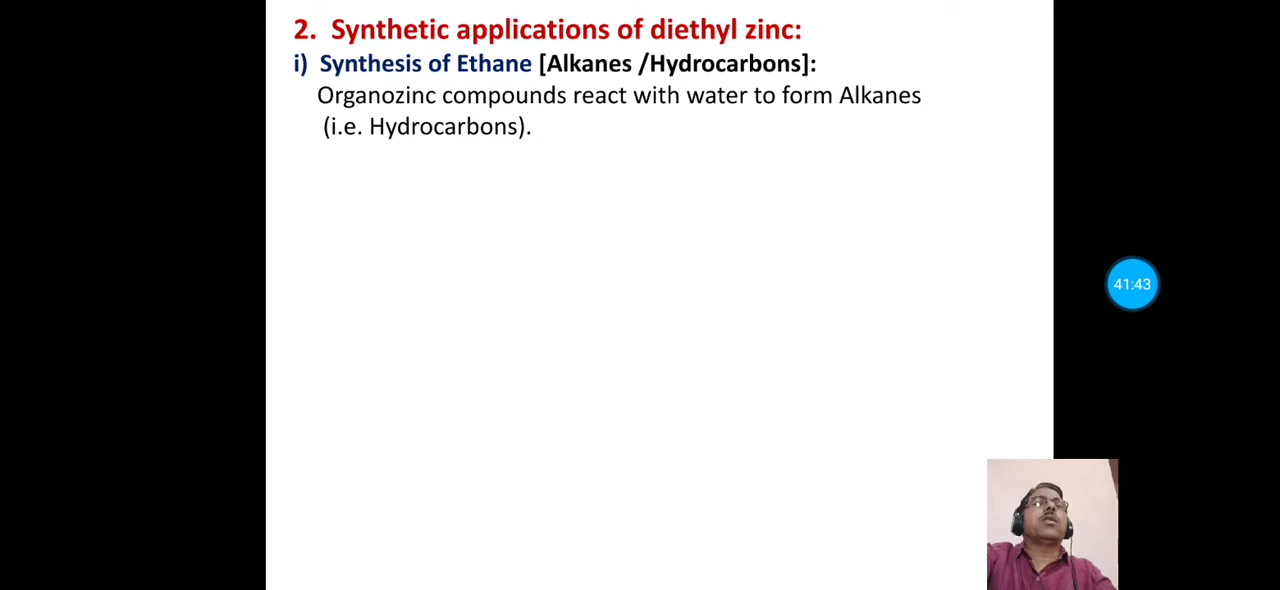 2. Synthetic applications of diethyl zinc:
i) Synthesis of Ethane [Alkanes /Hydrocarbons]:
Organozinc compounds react with water to form Alkanes
(i.e. Hydrocarbons).
41:43